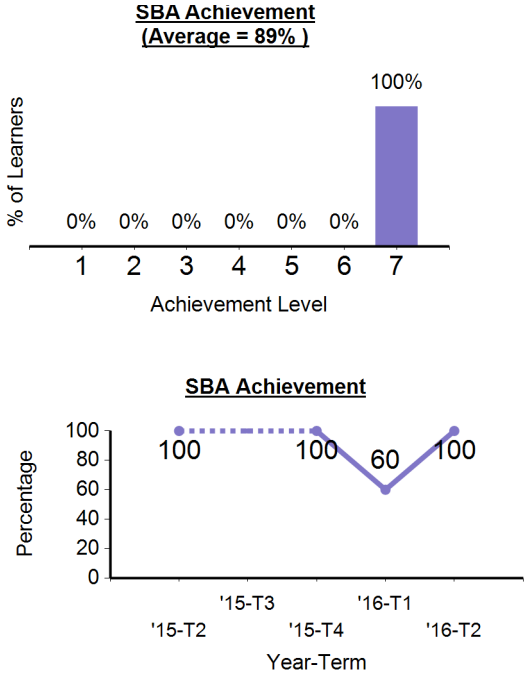 SBA Achievement
(Average = 89% )
100%
% of Learners
0% 0% 0% 0% 0% 0%
1 2 3 4 5 6 7
Achievement Level
SBA Achievement
100
100 100 60 100
80
60
40
20
0
Percentage
'15-T3 '16-T1
'15-T2 '15-T4 '16-T2
Year-Term